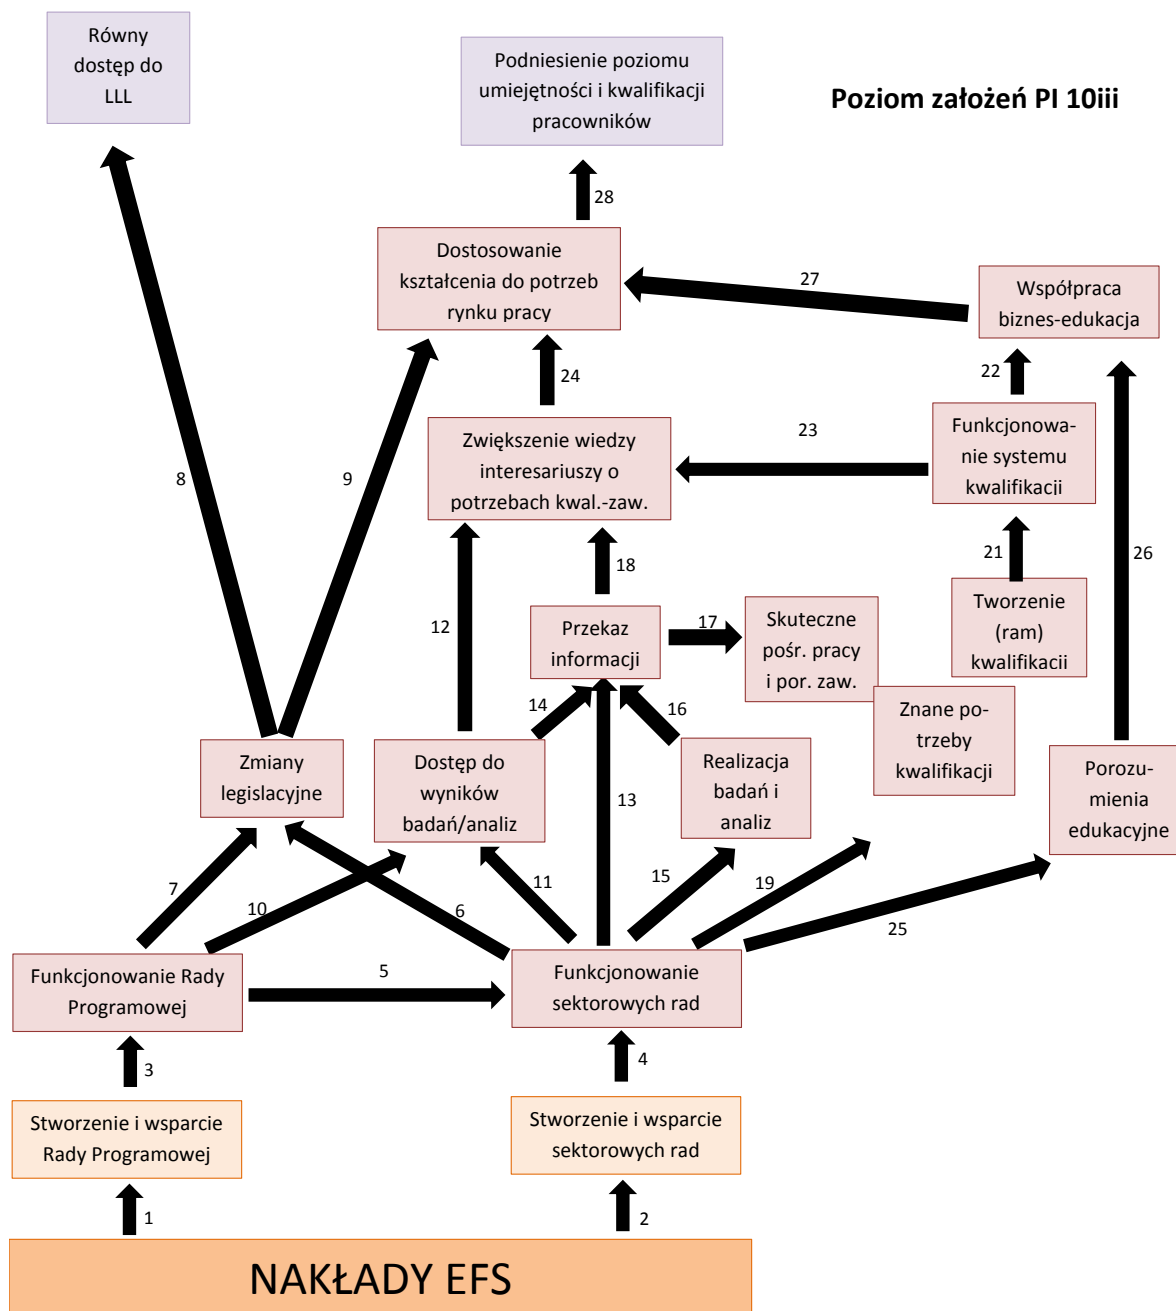 Równy
dostęp do
LLL
Podniesienie poziomu
umiejętności i kwalifikacji
pracowników
Poziom założeń PI 10iii
28
Dostosowanie
kształcenia do potrzeb
rynku pracy
27
Współpraca
biznes-edukacja
24
22
8
9
Zwiększenie wiedzy
interesariuszy o
potrzebach kwal.-zaw.
23
Funkcjonowa-
nie systemu
kwalifikacji
12
18
21
26
Przekaz
informacji
17
Skuteczne
pośr. pracy
i por. zaw.
Tworzenie
(ram)
kwalifikacji
14
16
Znane po-
trzeby
kwalifikacji
Zmiany
legislacyjne
Dostęp do
wyników
badań/analiz
13
Realizacja
badań i
analiz
Porozu-
mienia
edukacyjne
7
10
6
11
15
19
25
Funkcjonowanie Rady
Programowej
5
Funkcjonowanie
sektorowych rad
3
4
Stworzenie i wsparcie
Rady Programowej
Stworzenie i wsparcie
sektorowych rad
1
2
NAKŁADY EFS